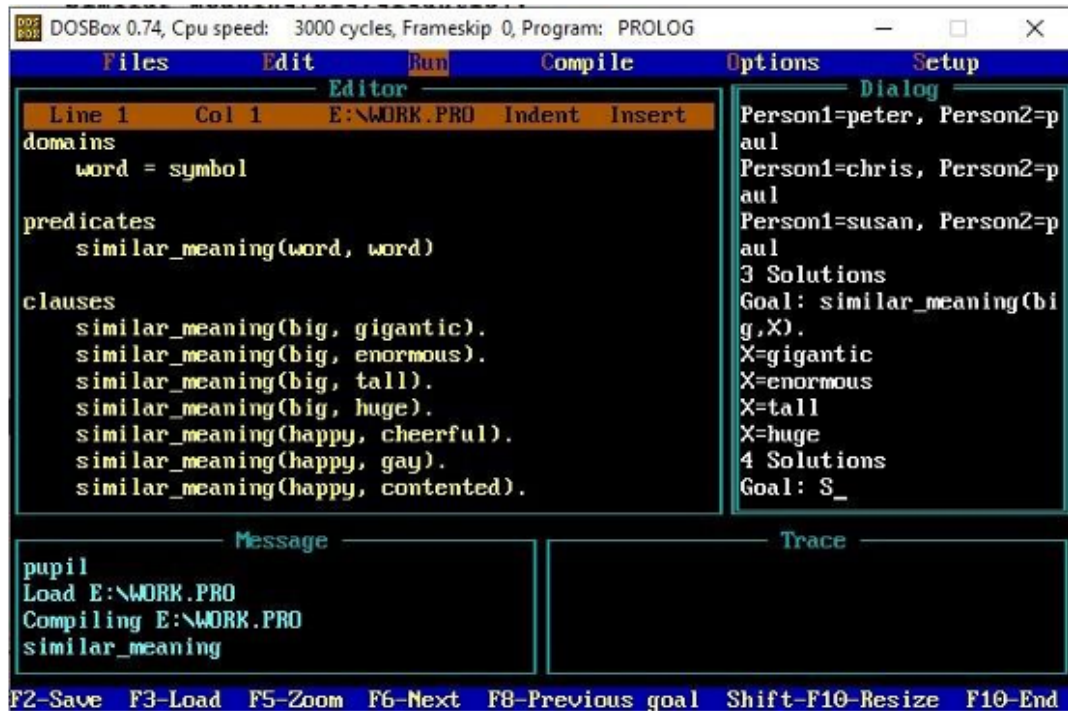 DOSBox 0.74, Cpu speed: 3000 cycles, Frameskip 0, Program: PROLOG
Files Edit Run Compile Options Setup
Editor
Line 1 Col 1 E:\WORK.PRO Indent Insert
domains
word = symbol
predicates
similar_meaning(word, word)
clauses
similar_meaning(big, gigantic).
similar_meaning(big, enormous).
similar_meaning(big, tall).
similar_meaning(big, huge).
similar_meaning(happy, cheerful).
similar_meaning(happy, gay).
similar_meaning(happy, contented).
Dialog
Person1=peter, Person2=p
aul
Person1=chris, Person2=p
aul
Person1=susan, Person2=p
aul
3 Solutions
Goal: similar_meaning(bi
g,X).
X=gigantic
X=enormous
X=tall
X=huge
4 Solutions
Goal: S_
Message
pupil
Load E:\WORK.PRO
Compiling E:\WORK.PRO
similar_meaning
Trace
F2-Save F3-Load F5-Zoom F6-Next F8-Previous goal Shift-F10-Resize F10-End